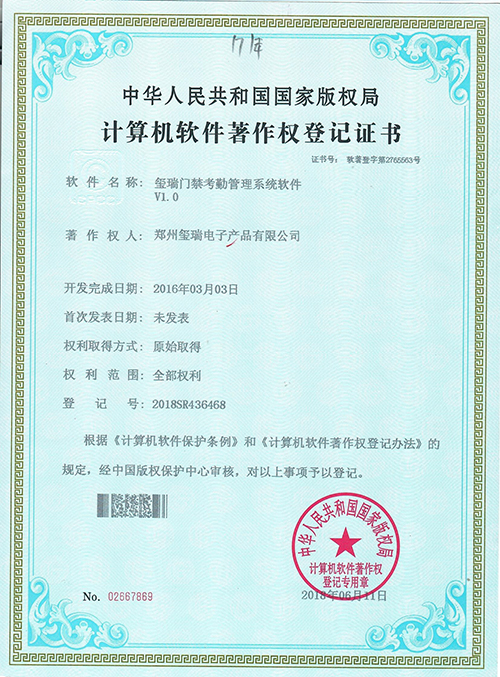 17年
中华人民共和国国家版权局
计算机软件著作权登记证书
证书号: 软著登字第2765563号
软件名称: 玺瑞门禁考勤管理系统软件
V1.0
著作权人: 郑州玺瑞电子产品有限公司
开发完成日期: 2016年03月03日
首次发表日期: 未发表
权利取得方式: 原始取得
权利范围: 全部权利
登记号: 2018SR436468
根据《计算机软件保护条例》和《计算机软件著作权登记办法》的
规定，经中国版权保护中心审核，对以上事项予以登记。
中华人民共和国国家版权局
计算机软件著作权
登记专用章
No. 02667869
2018年06月11日